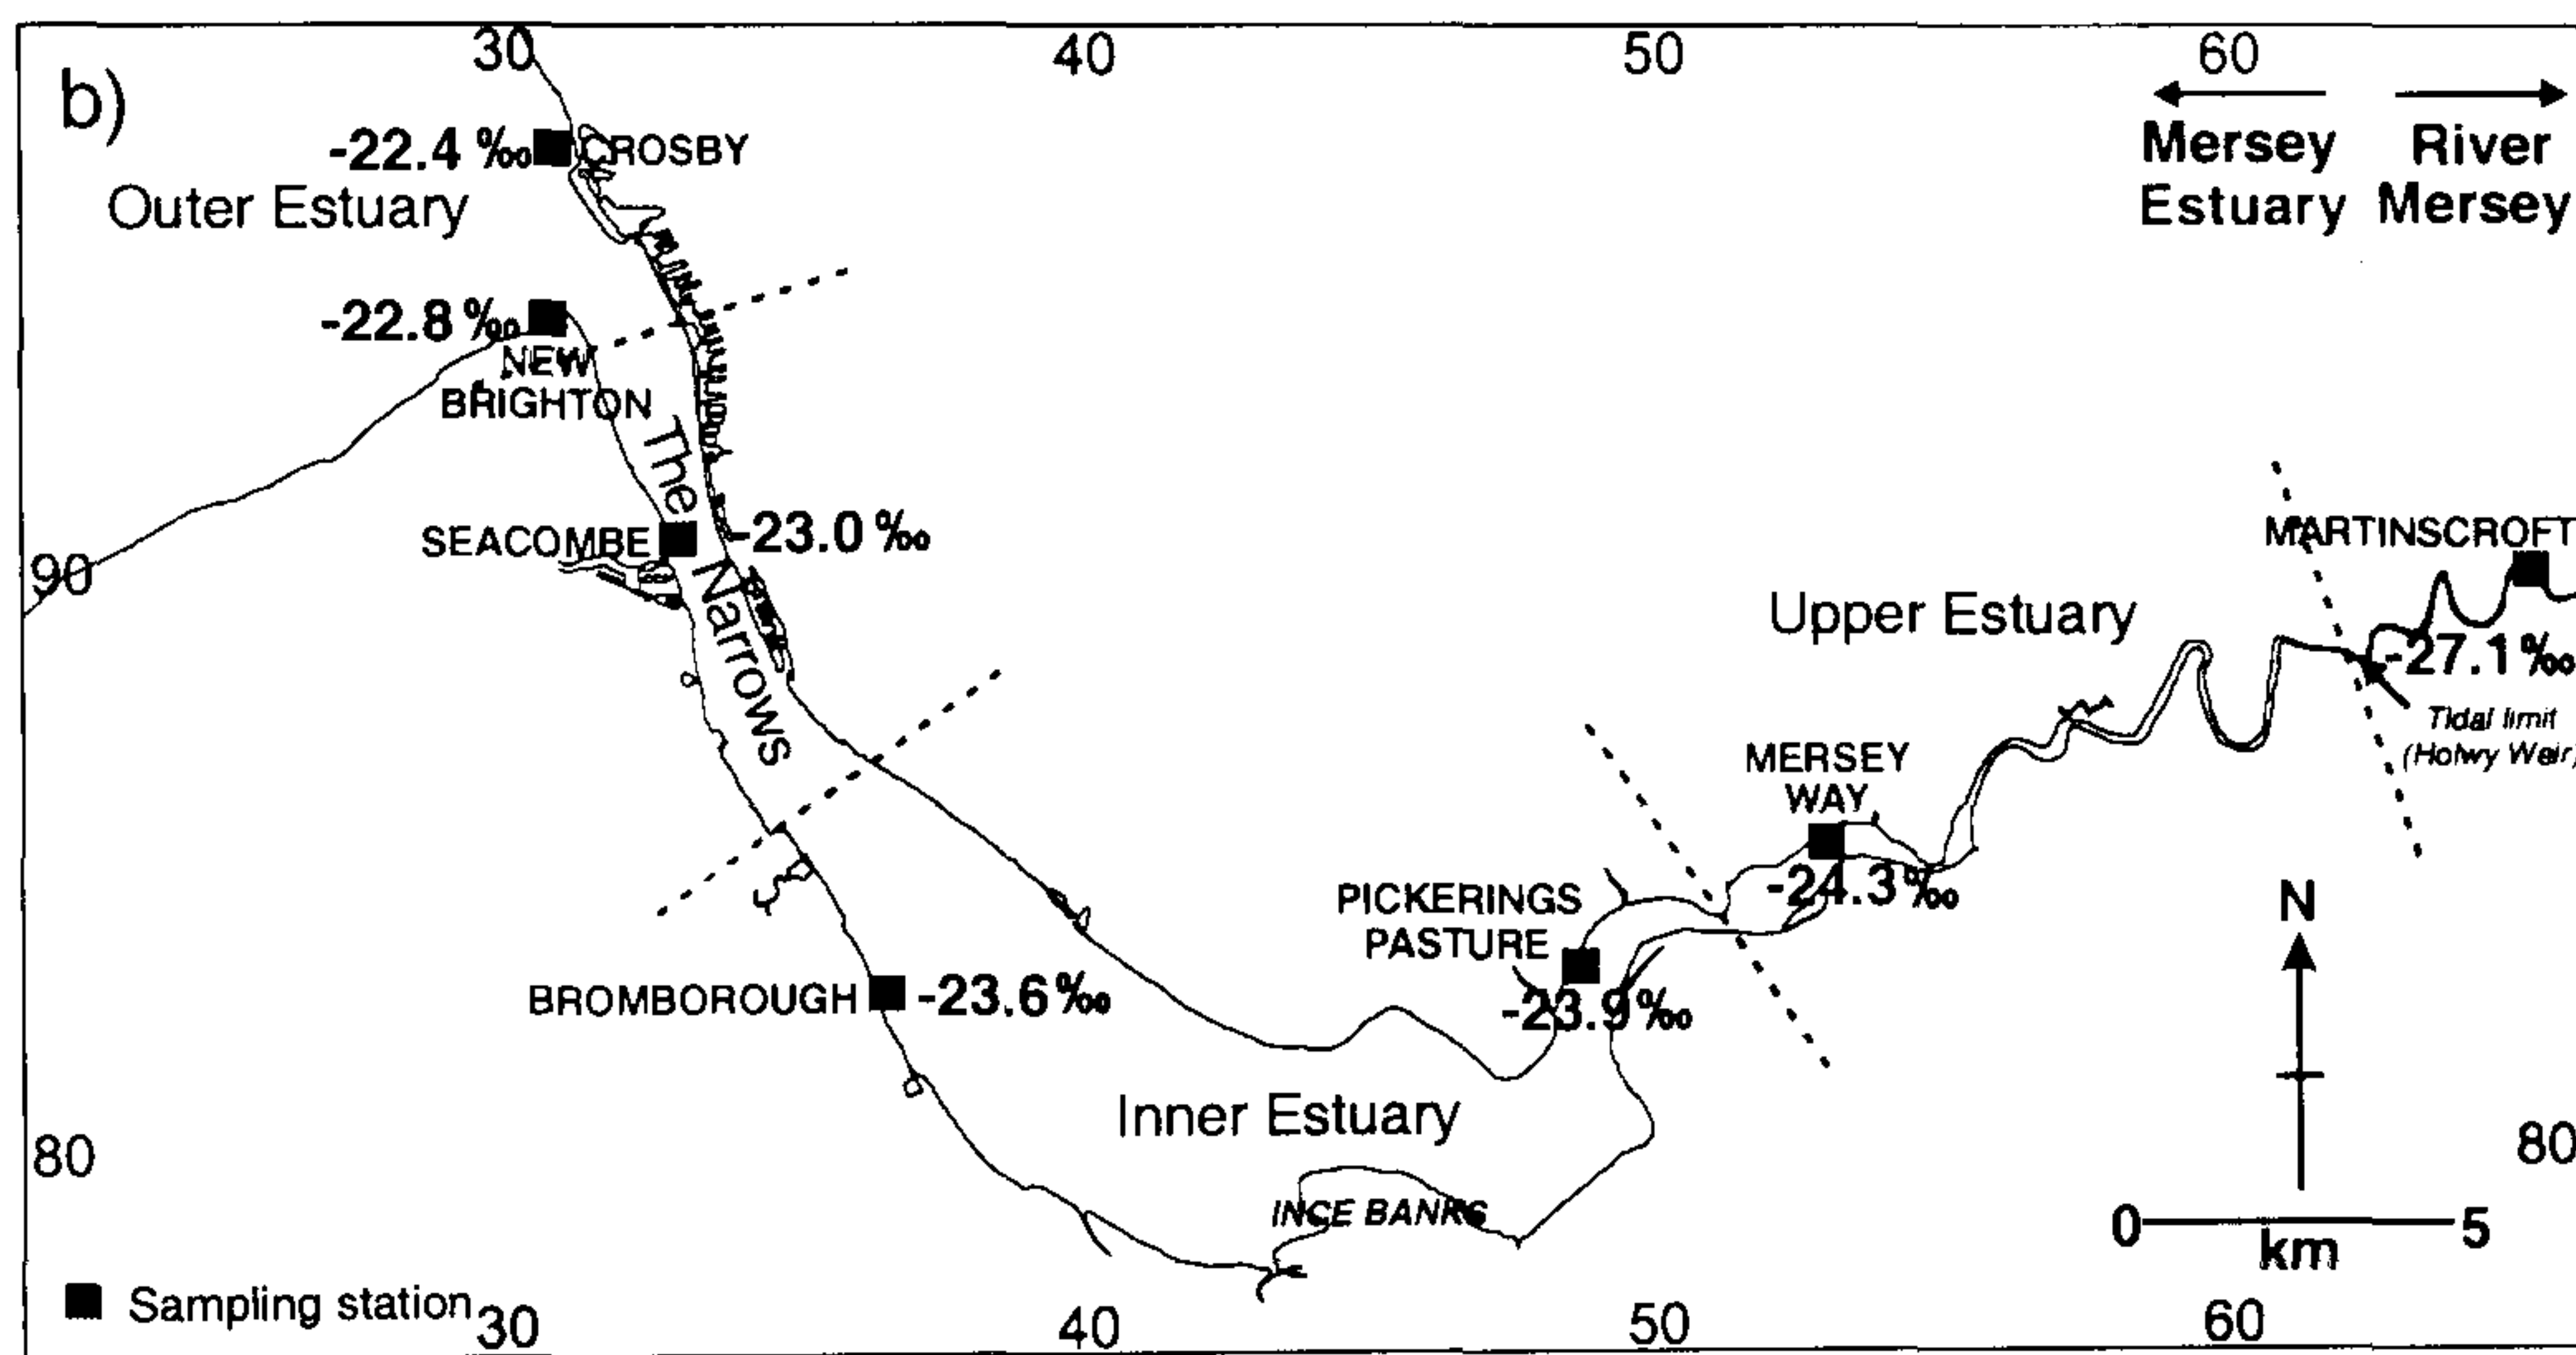 30 40 50 60
b)
-22.4 ‰ CROSBY
Mersey Estuary
River Mersey
Outer Estuary
-22.8 ‰
NEW
BRIGHTON
The Narrows
SEACOMBE -23.0 ‰
MARTINSCROFT
90
Upper Estuary
-27.1 ‰
Tidal limit
(Holwy Weir)
MERSEY
WAY
-24.3 ‰
PICKERINGS
PASTURE
N
BROMBOROUGH -23.6 ‰
-23.9 ‰
Inner Estuary
80 80
INCE BANKS
0 5
km
Sampling station
30 40 50 60